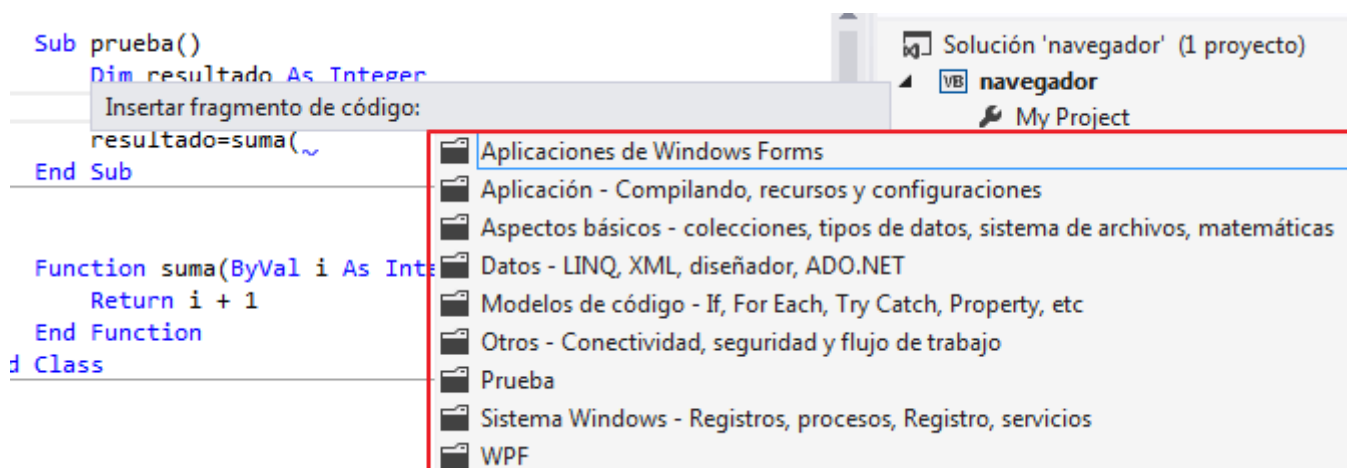 Sub prueba()
Dim resultado As Integer
Insertar fragmento de código:
resultado=suma(
End Sub
Function suma(ByVal i As Inte
Return i + 1
End Function
d Class
Aplicaciones de Windows Forms
Aplicación - Compilando, recursos y configuraciones
Aspectos básicos - colecciones, tipos de datos, sistema de archivos, matemáticas
Datos - LINQ, XML, diseñador, ADO.NET
Modelos de código - If, For Each, Try Catch, Property, etc
Otros - Conectividad, seguridad y flujo de trabajo
Prueba
Sistema Windows - Registros, procesos, Registro, servicios
WPF
Solución 'navegador' (1 proyecto)
VB navegador
My Project